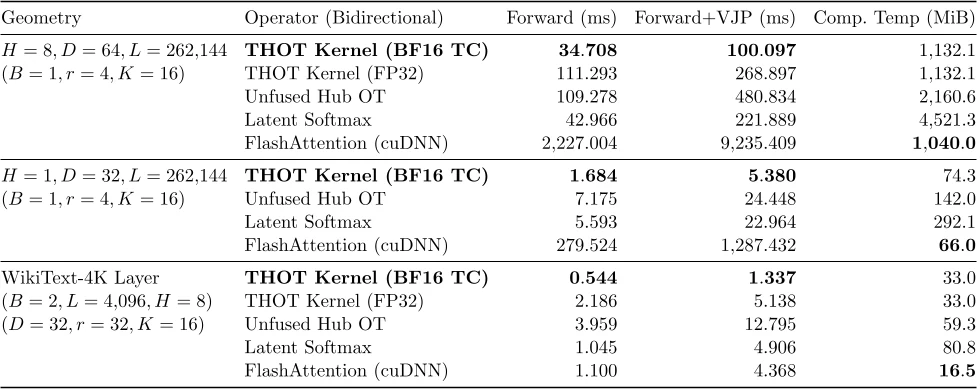 Geometry Operator (Bidirectional) Forward (ms) Forward+VJP (ms) Comp. Temp (MiB)
H = 8, D = 64, L = 262,144 THOT Kernel (BF16 TC) 34.708 100.097 1,132.1
(B = 1, r = 4, K = 16) THOT Kernel (FP32) 111.293 268.897 1,132.1
Unfused Hub OT 109.278 480.834 2,160.6
Latent Softmax 42.966 221.889 4,521.3
FlashAttention (cuDNN) 2,227.004 9,235.409 1,040.0
H = 1, D = 32, L = 262,144 THOT Kernel (BF16 TC) 1.684 5.380 74.3
(B = 1, r = 4, K = 16) Unfused Hub OT 7.175 24.448 142.0
Latent Softmax 5.593 22.964 292.1
FlashAttention (cuDNN) 279.524 1,287.432 66.0
WikiText-4K Layer THOT Kernel (BF16 TC) 0.544 1.337 33.0
(B = 2, L = 4,096, H = 8) THOT Kernel (FP32) 2.186 5.138 33.0
(D = 32, r = 32, K = 16) Unfused Hub OT 3.959 12.795 59.3
Latent Softmax 1.045 4.906 80.8
FlashAttention (cuDNN) 1.100 4.368 16.5